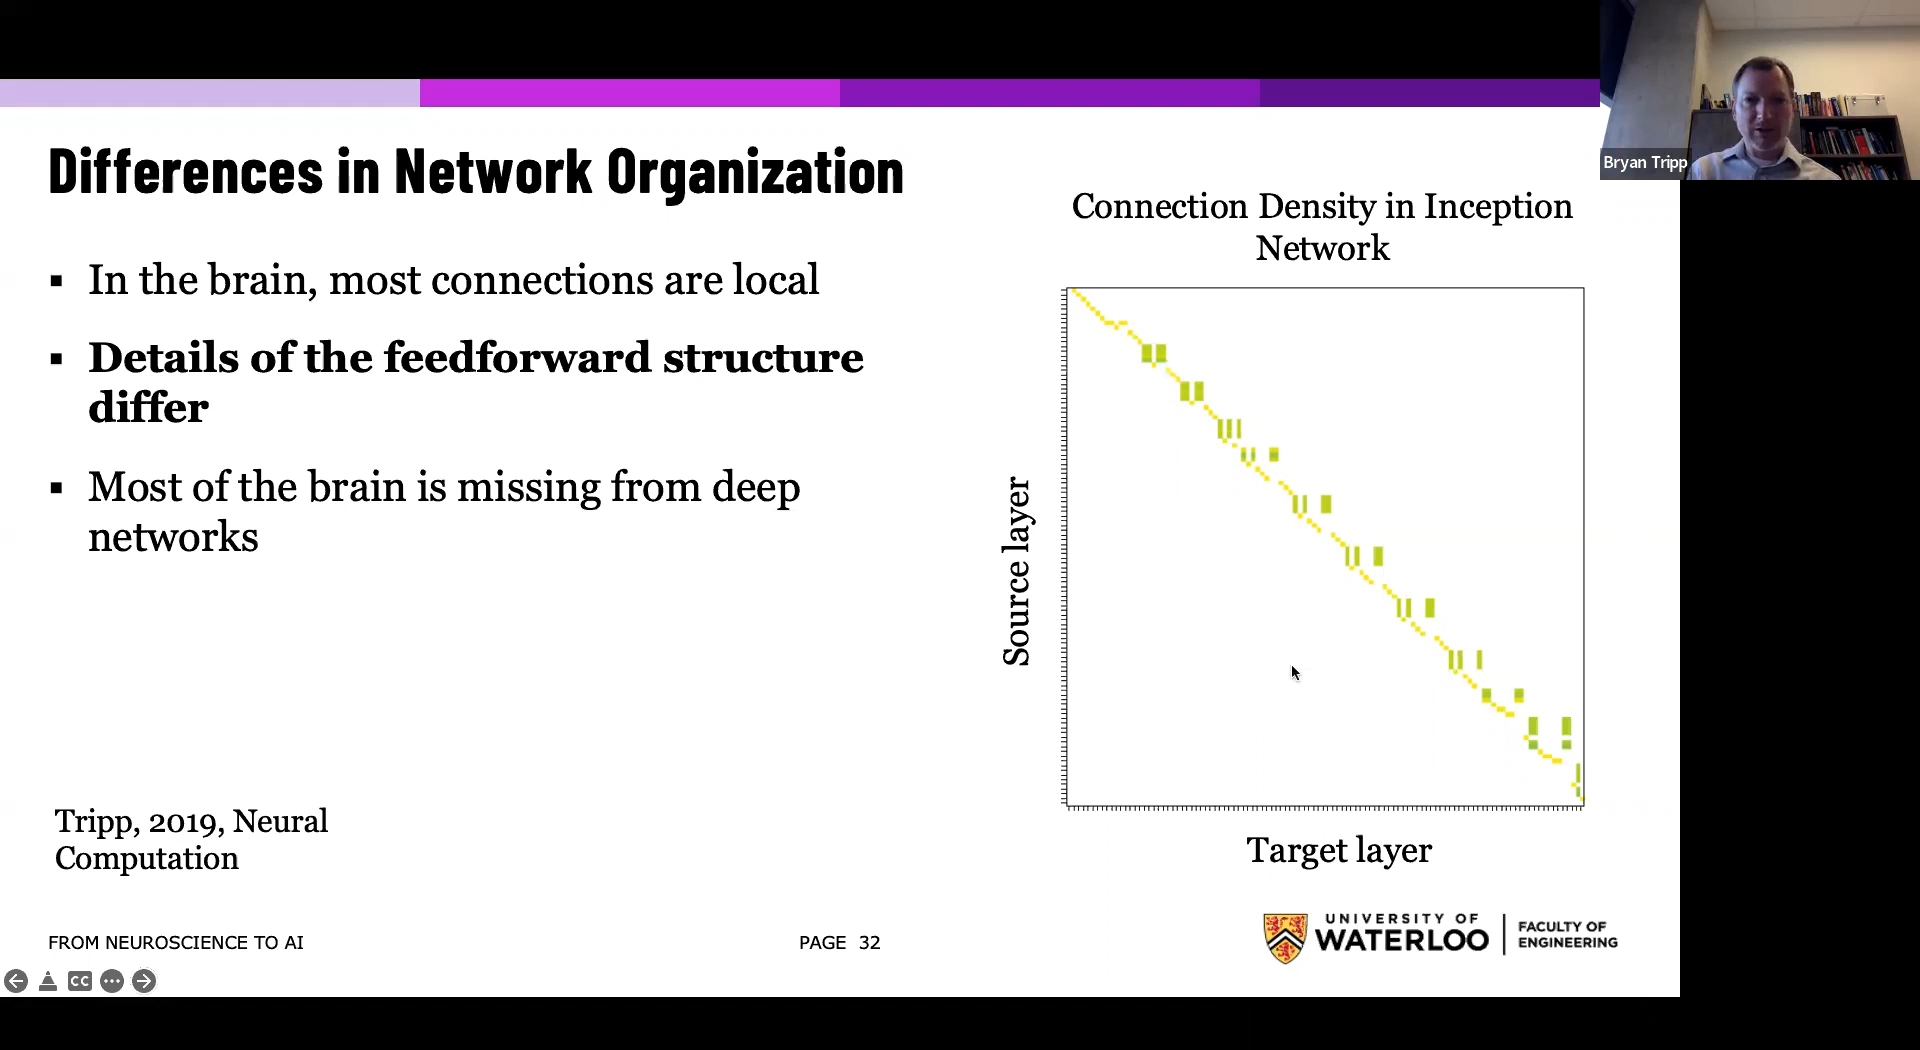 Bryan Tripp
Differences in Network Organization
▪ In the brain, most connections are local
▪ Details of the feedforward structure
differ
▪ Most of the brain is missing from deep
networks
Connection Density in Inception
Network
Source layer
Target layer
Tripp, 2019, Neural
Computation
FROM NEUROSCIENCE TO AI
PAGE 32
UNIVERSITY OF
WATERLOO
FACULTY OF
ENGINEERING
CC